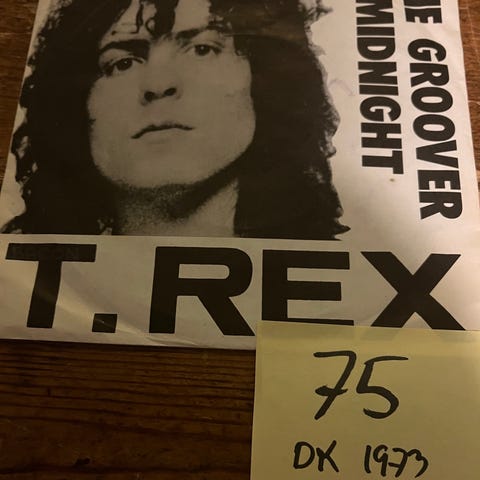 GROOVER
MIDNIGHT
T. REX
75
DK 1973